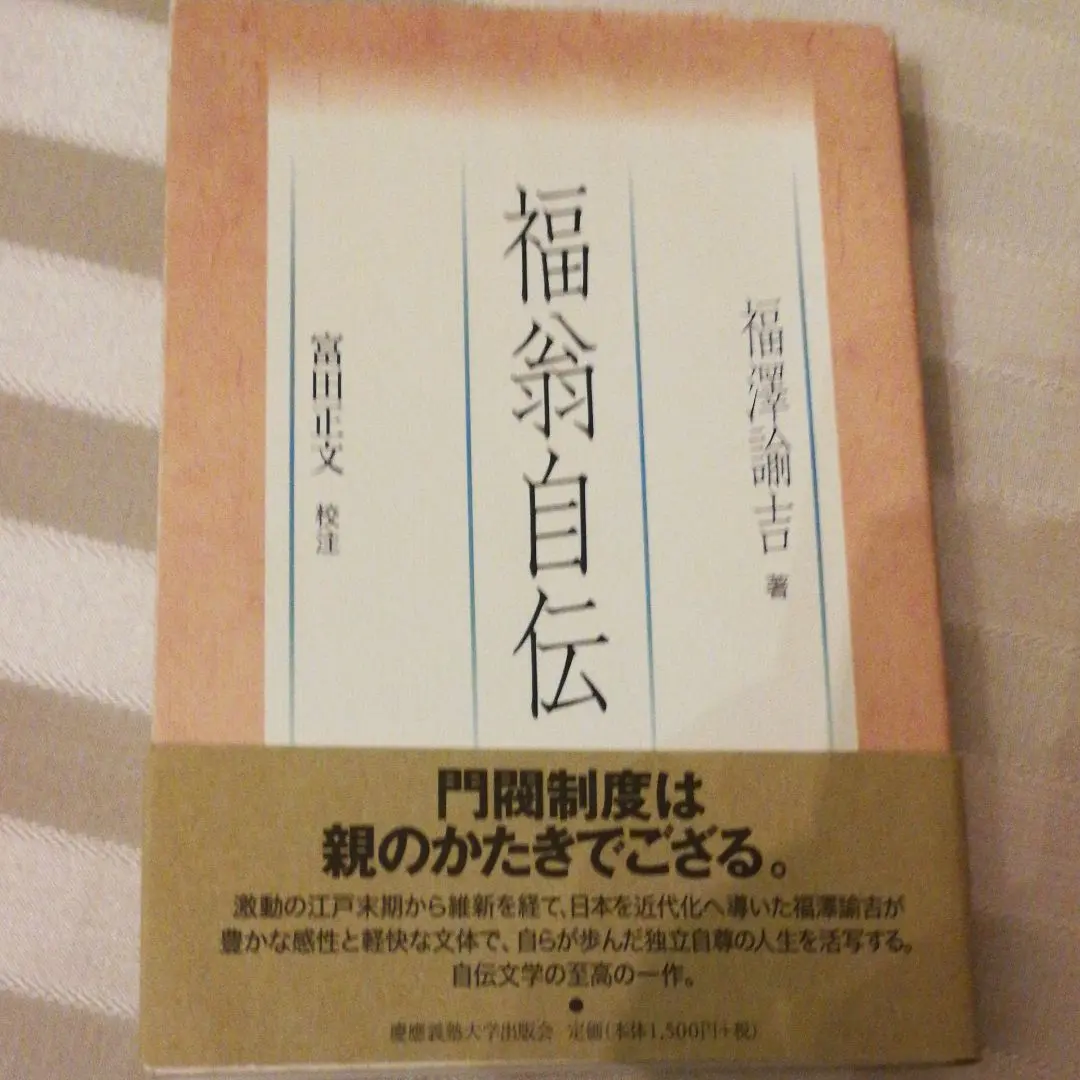 福澤諭吉 著
福翁自伝
富田正文 校注
門閥制度は
親のかたきでござる。
激動の江戸末期から維新を経て、日本を近代化へ導いた福澤諭吉が
豊かな感性と軽快な文体で、自らが歩んだ独立自尊の人生を活写する。
自伝文学の至高の一作。
●
慶應義塾大学出版会 定価(本体1,500円+税)